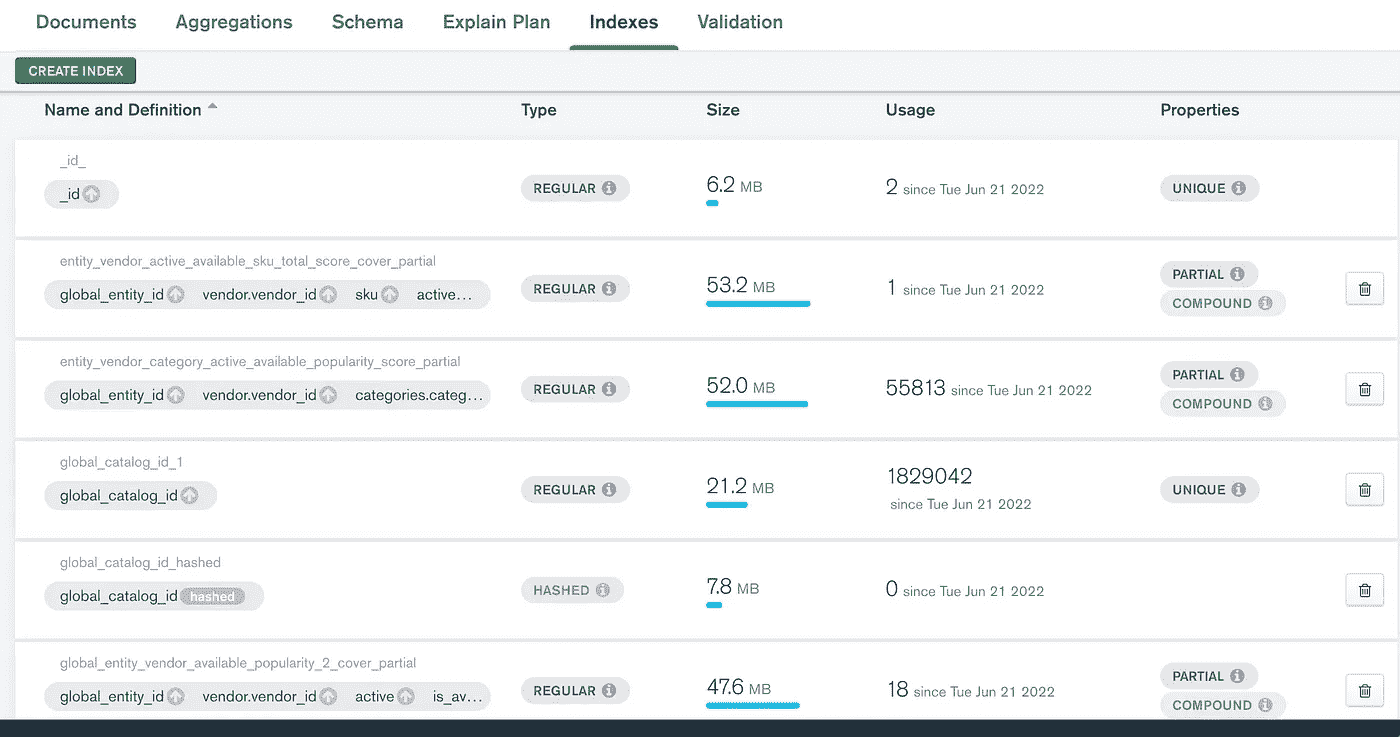 Documents Aggregations Schema Explain Plan Indexes Validation
CREATE INDEX
Name and Definition Type Size Usage Properties
_id_
_id REGULAR 6.2 MB 2 since Tue Jun 21 2022 UNIQUE
entity_vendor_active_available_sku_total_score_cover_partial
global_entity_id vendor.vendor_id sku active... REGULAR 53.2 MB 1 since Tue Jun 21 2022 PARTIAL
COMPOUND
entity_vendor_category_active_available_popularity_score_partial
global_entity_id vendor.vendor_id categories.categ... REGULAR 52.0 MB 55813 since Tue Jun 21 2022 PARTIAL
COMPOUND
global_catalog_id_1
global_catalog_id REGULAR 21.2 MB 1829042 UNIQUE
since Tue Jun 21 2022
global_catalog_id_hashed
global_catalog_id hashed HASHED 7.8 MB 0 since Tue Jun 21 2022
global_entity_vendor_available_popularity_2_cover_partial
global_entity_id vendor.vendor_id active is_av... REGULAR 47.6 MB 18 since Tue Jun 21 2022 PARTIAL
COMPOUND